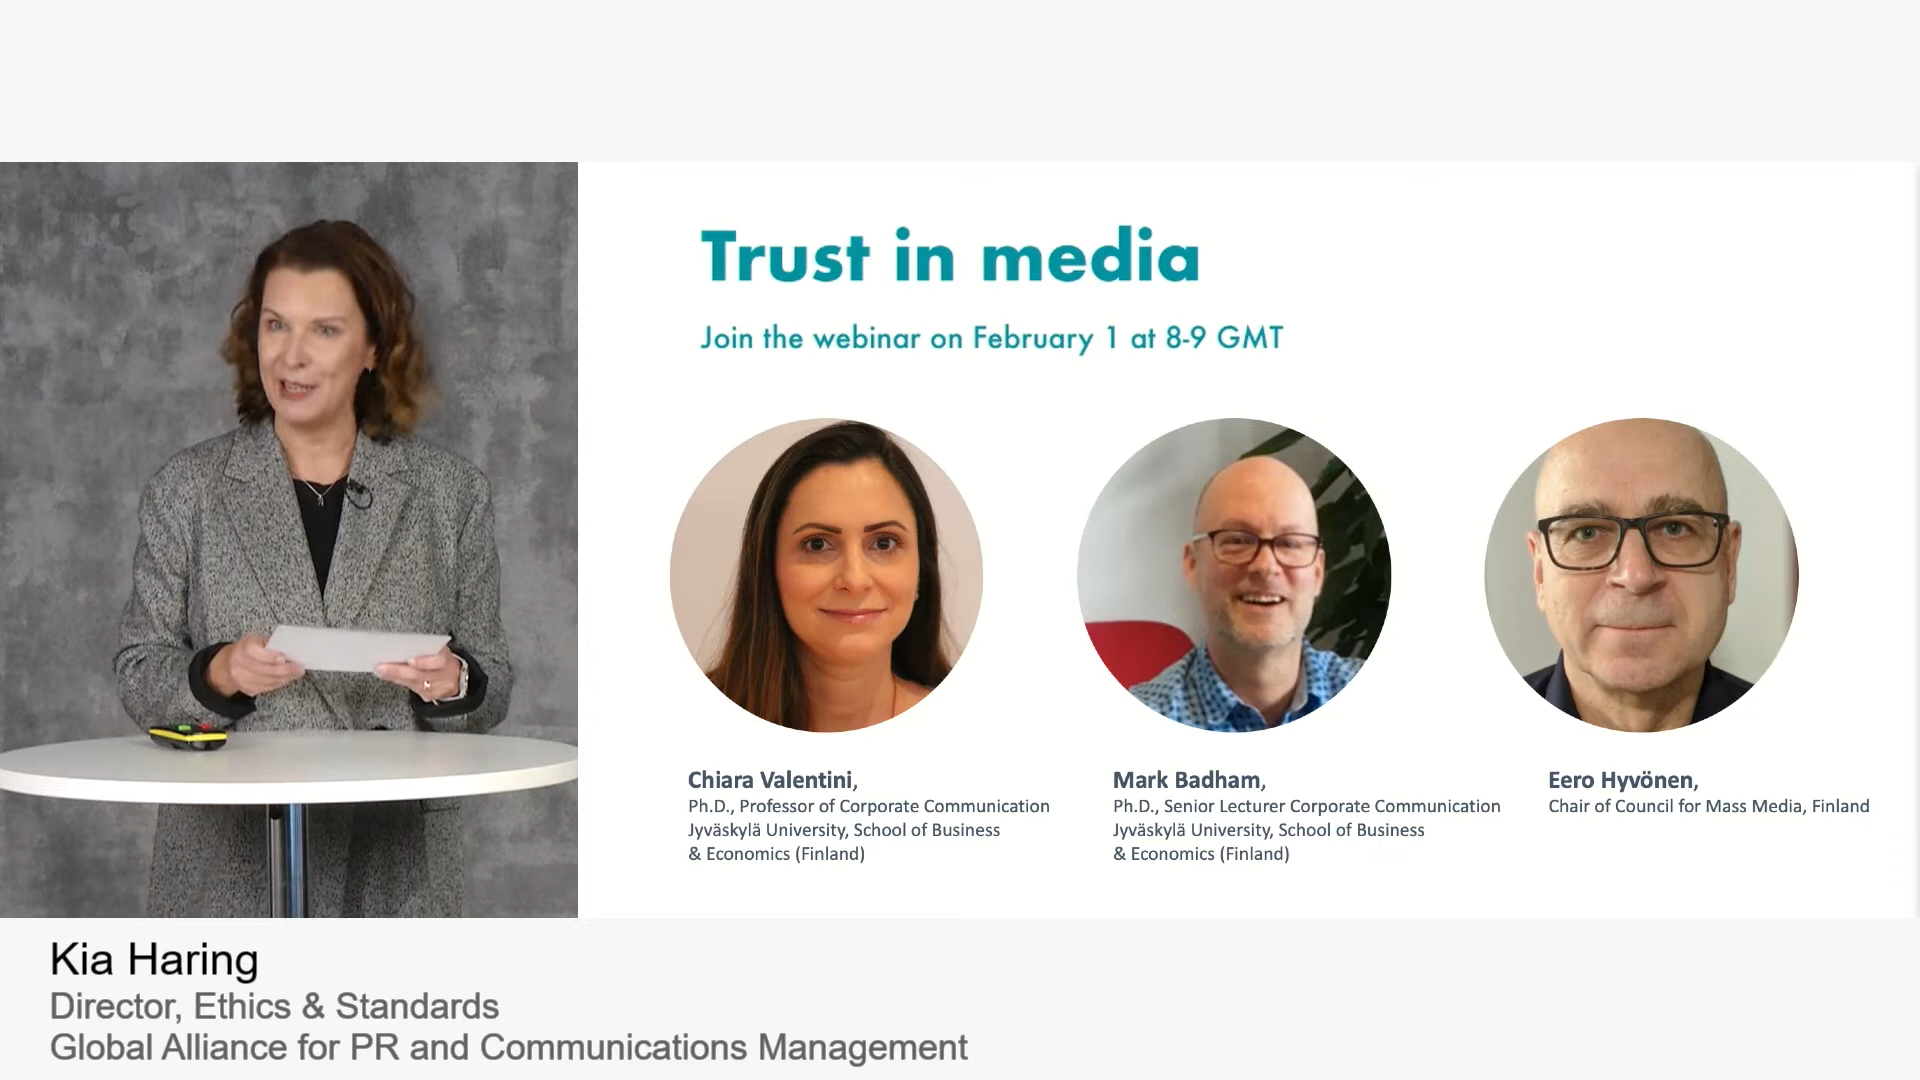 Trust in media
Join the webinar on February 1 at 8-9 GMT
Chiara Valentini,
Ph.D., Professor of Corporate Communication
Jyväskylä University, School of Business
& Economics (Finland)
Mark Badham,
Ph.D., Senior Lecturer Corporate Communication
Jyväskylä University, School of Business
& Economics (Finland)
Eero Hyvönen,
Chair of Council for Mass Media, Finland
Kia Haring
Director, Ethics & Standards
Global Alliance for PR and Communications Management